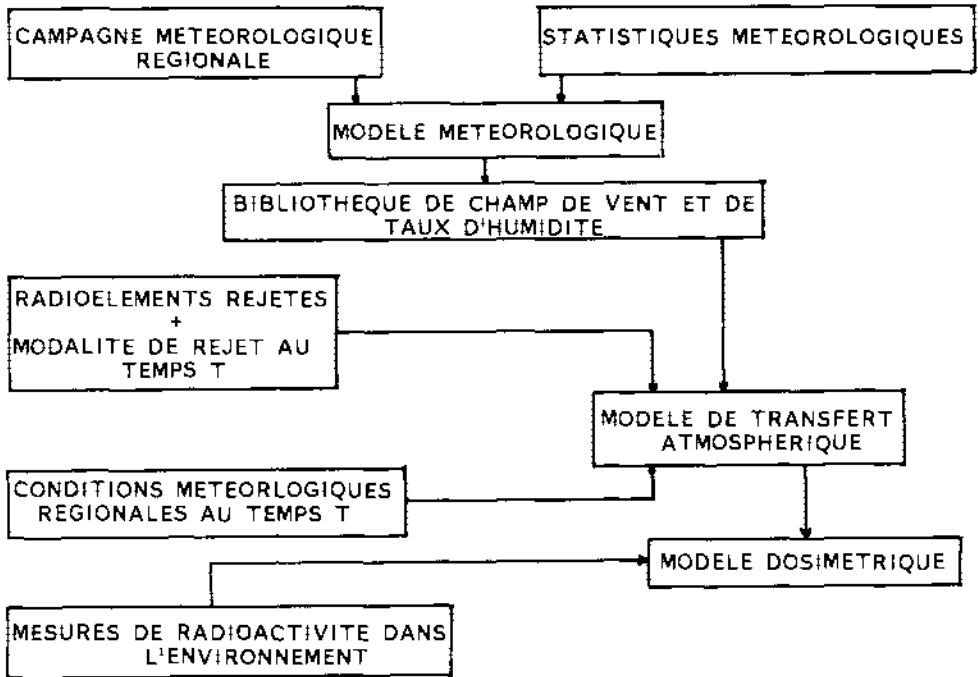 CAMPAGNE METEOROLOGIQUE
REGIONALE
STATISTIQUES METEOROLOGIQUES
MODELE METEOROLOGIQUE
BIBLIOTHEQUE DE CHAMP DE VENT ET DE
TAUX D'HUMIDITE
RADIOELEMENTS REJETES
+
MODALITE DE REJET AU
TEMPS T
MODELE DE TRANSFERT
ATMOSPHERIQUE
CONDITIONS METEORLOGIQUES
REGIONALES AU TEMPS T
MODELE DOSIMETRIQUE
MESURES DE RADIOACTIVITE DANS
L'ENVIRONNEMENT